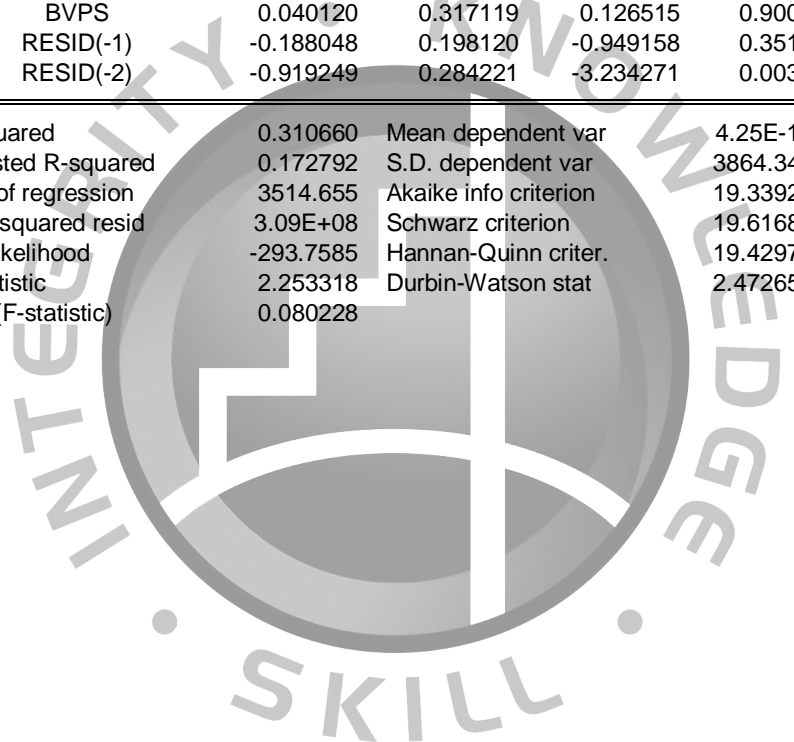 BVPS 0.040120 0.317119 0.126515 0.900
RESID(-1) -0.188048 0.198120 -0.949158 0.351
RESID(-2) -0.919249 0.284221 -3.234271 0.003
uared 0.310660 Mean dependent var 4.25E-1
sted R-squared 0.172792 S.D. dependent var 3864.34
of regression 3514.655 Akaike info criterion 19.3392
squared resid 3.09E+08 Schwarz criterion 19.6168
kelihood -293.7585 Hannan-Quinn criter. 19.4297
tistic 2.253318 Durbin-Watson stat 2.47265
(F-statistic) 0.080228
INTEGRITY • KNOWLEDGE • SKILL •